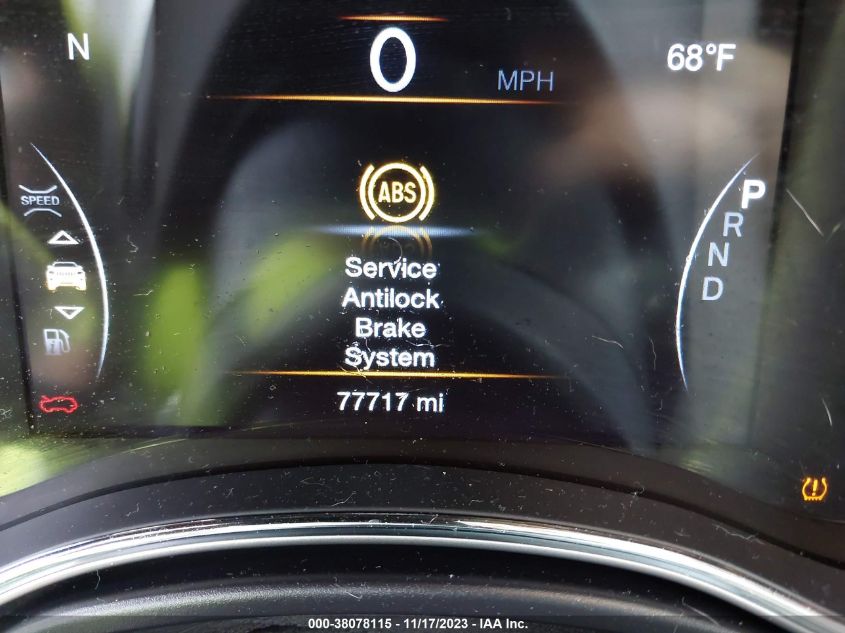 N
0
MPH
68°F
ABS
SPEED
P
R
N
D
Service
Antilock
Brake
System
77717 mi
000-38078115 - 11/17/2023 - IAA Inc.